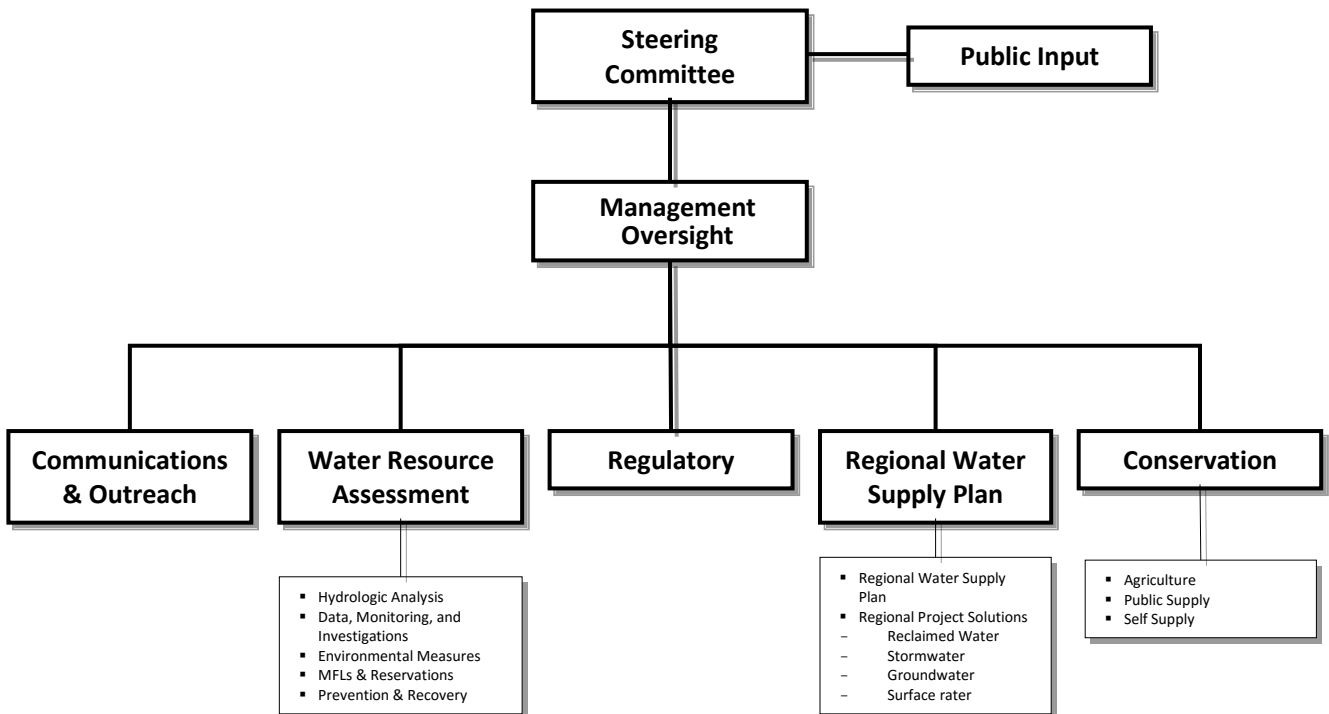 Steering
Committee
Public Input
Management
Oversight
Communications
& Outreach
Water Resource
Assessment
Regulatory
Regional Water
Supply Plan
Conservation
▪ Hydrologic Analysis
▪ Data, Monitoring, and
Investigations
▪ Environmental Measures
▪ MFLs & Reservations
▪ Prevention & Recovery
▪ Regional Water Supply
Plan
▪ Regional Project Solutions
– Reclaimed Water
– Stormwater
– Groundwater
– Surface rater
▪ Agriculture
▪ Public Supply
▪ Self Supply